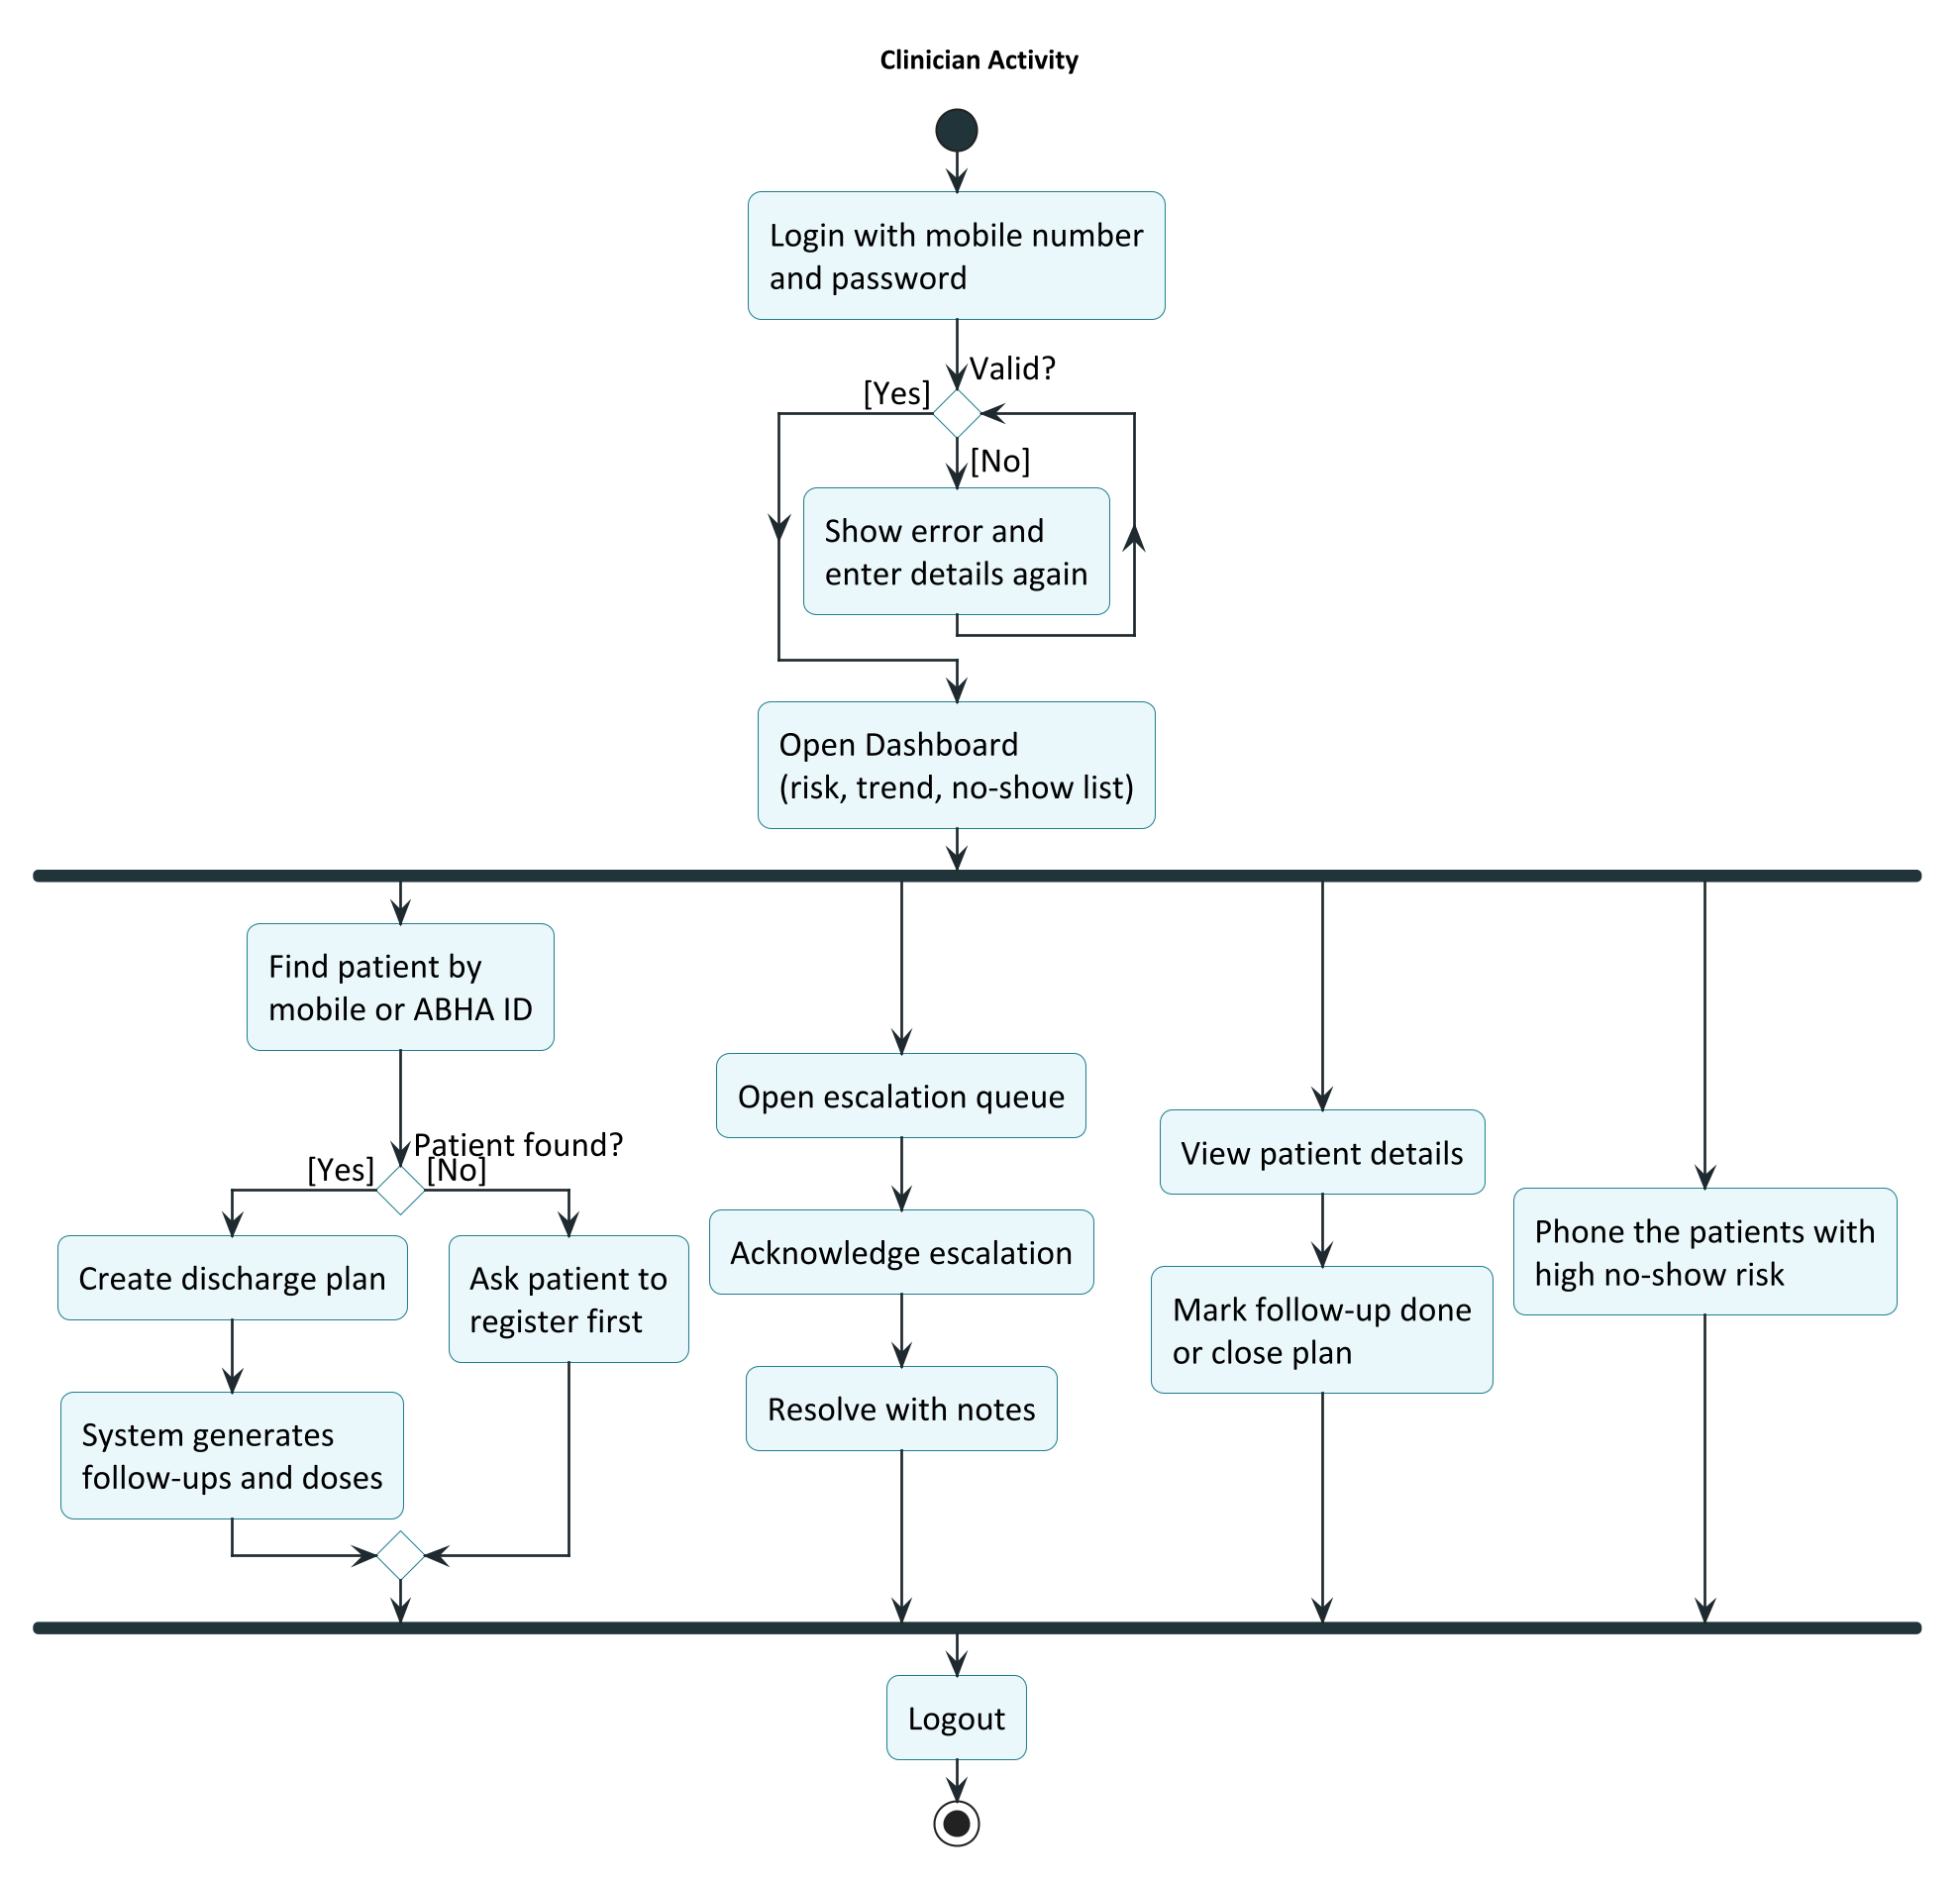 Clinician Activity
Login with mobile number
and password
Valid?
[Yes]
[No]
Show error and
enter details again
Open Dashboard
(risk, trend, no-show list)
Find patient by
mobile or ABHA ID
Patient found?
[Yes]
[No]
Create discharge plan
System generates
follow-ups and doses
Ask patient to
register first
Open escalation queue
Acknowledge escalation
Resolve with notes
View patient details
Mark follow-up done
or close plan
Phone the patients with
high no-show risk
Logout